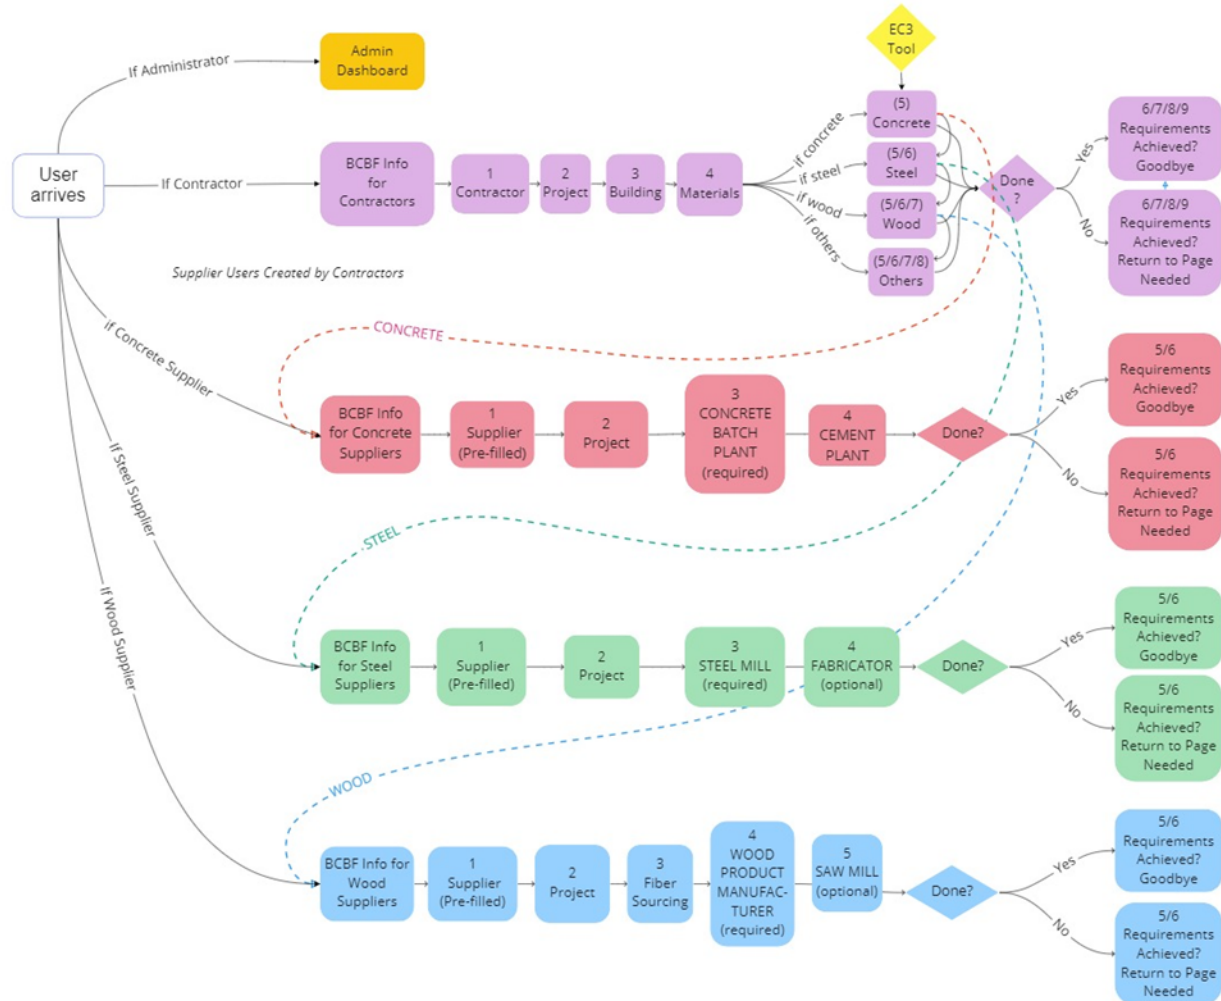 EC3
Tool
If Administrator
Admin
Dashboard
User
arrives
If Contractor
BCBF Info
for
Contractors
1
Contractor
2
Project
3
Building
4
Materials
if concrete
if steel
if wood
if others
(5)
Concrete
(5/6)
Steel
(5/6/7)
Wood
(5/6/7/8)
Others
Done
?
Yes
No
6/7/8/9
Requirements
Achieved?
Goodbye
6/7/8/9
Requirements
Achieved?
Return to Page
Needed
Supplier Users Created by Contractors
CONCRETE
if Concrete Supplier
BCBF Info
for Concrete
Suppliers
1
Supplier
(Pre-filled)
2
Project
3
CONCRETE
BATCH
PLANT
(required)
4
CEMENT
PLANT
Done?
Yes
No
5/6
Requirements
Achieved?
Goodbye
5/6
Requirements
Achieved?
Return to Page
Needed
STEEL
If Steel Supplier
BCBF Info
for Steel
Suppliers
1
Supplier
(Pre-filled)
2
Project
3
STEEL MILL
(required)
4
FABRICATOR
(optional)
Done?
Yes
No
5/6
Requirements
Achieved?
Goodbye
5/6
Requirements
Achieved?
Return to Page
Needed
WOOD
If Wood Supplier
BCBF Info for
Wood
Suppliers
1
Supplier
(Pre-filled)
2
Project
3
Fiber
Sourcing
4
WOOD
PRODUCT
MANUFAC-
TURER
(required)
5
SAW MILL
(optional)
Done?
Yes
No
5/6
Requirements
Achieved?
Goodbye
5/6
Requirements
Achieved?
Return to Page
Needed